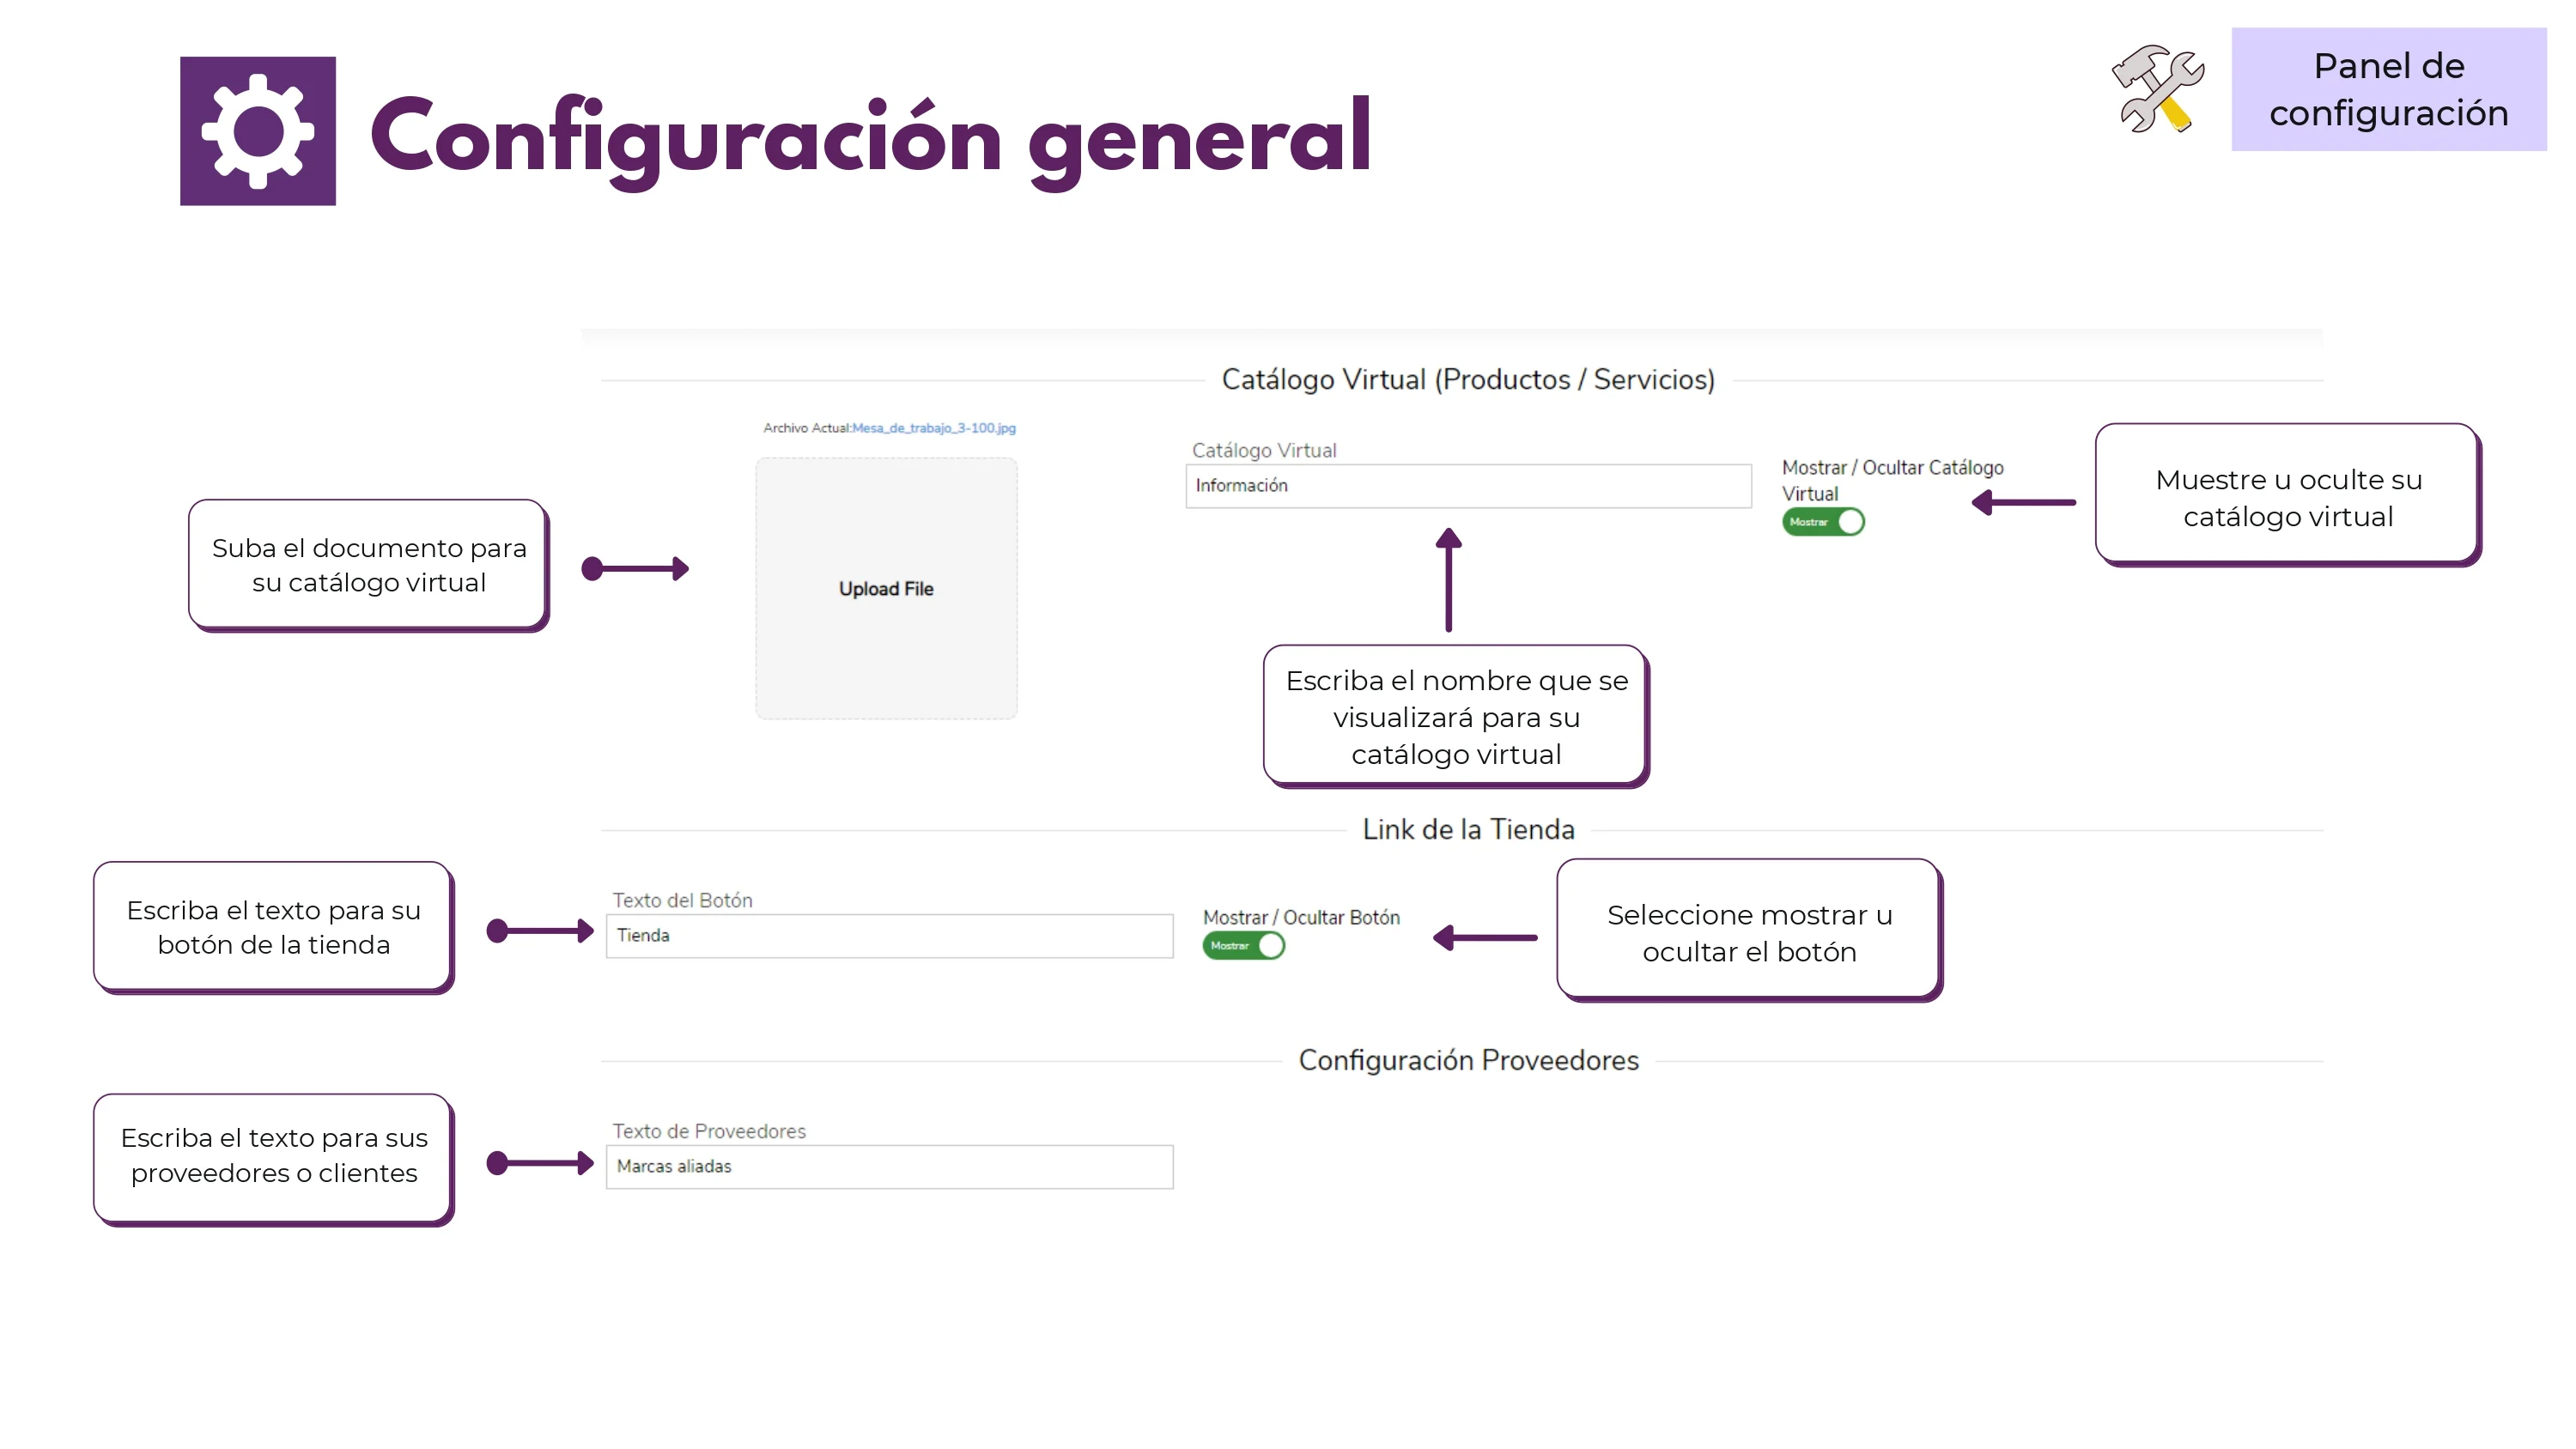 Configuración general
Panel de
configuración
Catálogo Virtual (Productos / Servicios)
Archivo Actual:Mesa_de_trabajo_3-100.jpg
Upload File
Suba el documento para
su catálogo virtual
Catálogo Virtual
Información
Mostrar / Ocultar Catálogo
Virtual
Mostrar
Muestre u oculte su
catálogo virtual
Escriba el nombre que se
visualizará para su
catálogo virtual
Link de la Tienda
Escriba el texto para su
botón de la tienda
Texto del Botón
Tienda
Mostrar / Ocultar Botón
Mostrar
Seleccione mostrar u
ocultar el botón
Configuración Proveedores
Escriba el texto para sus
proveedores o clientes
Texto de Proveedores
Marcas aliadas